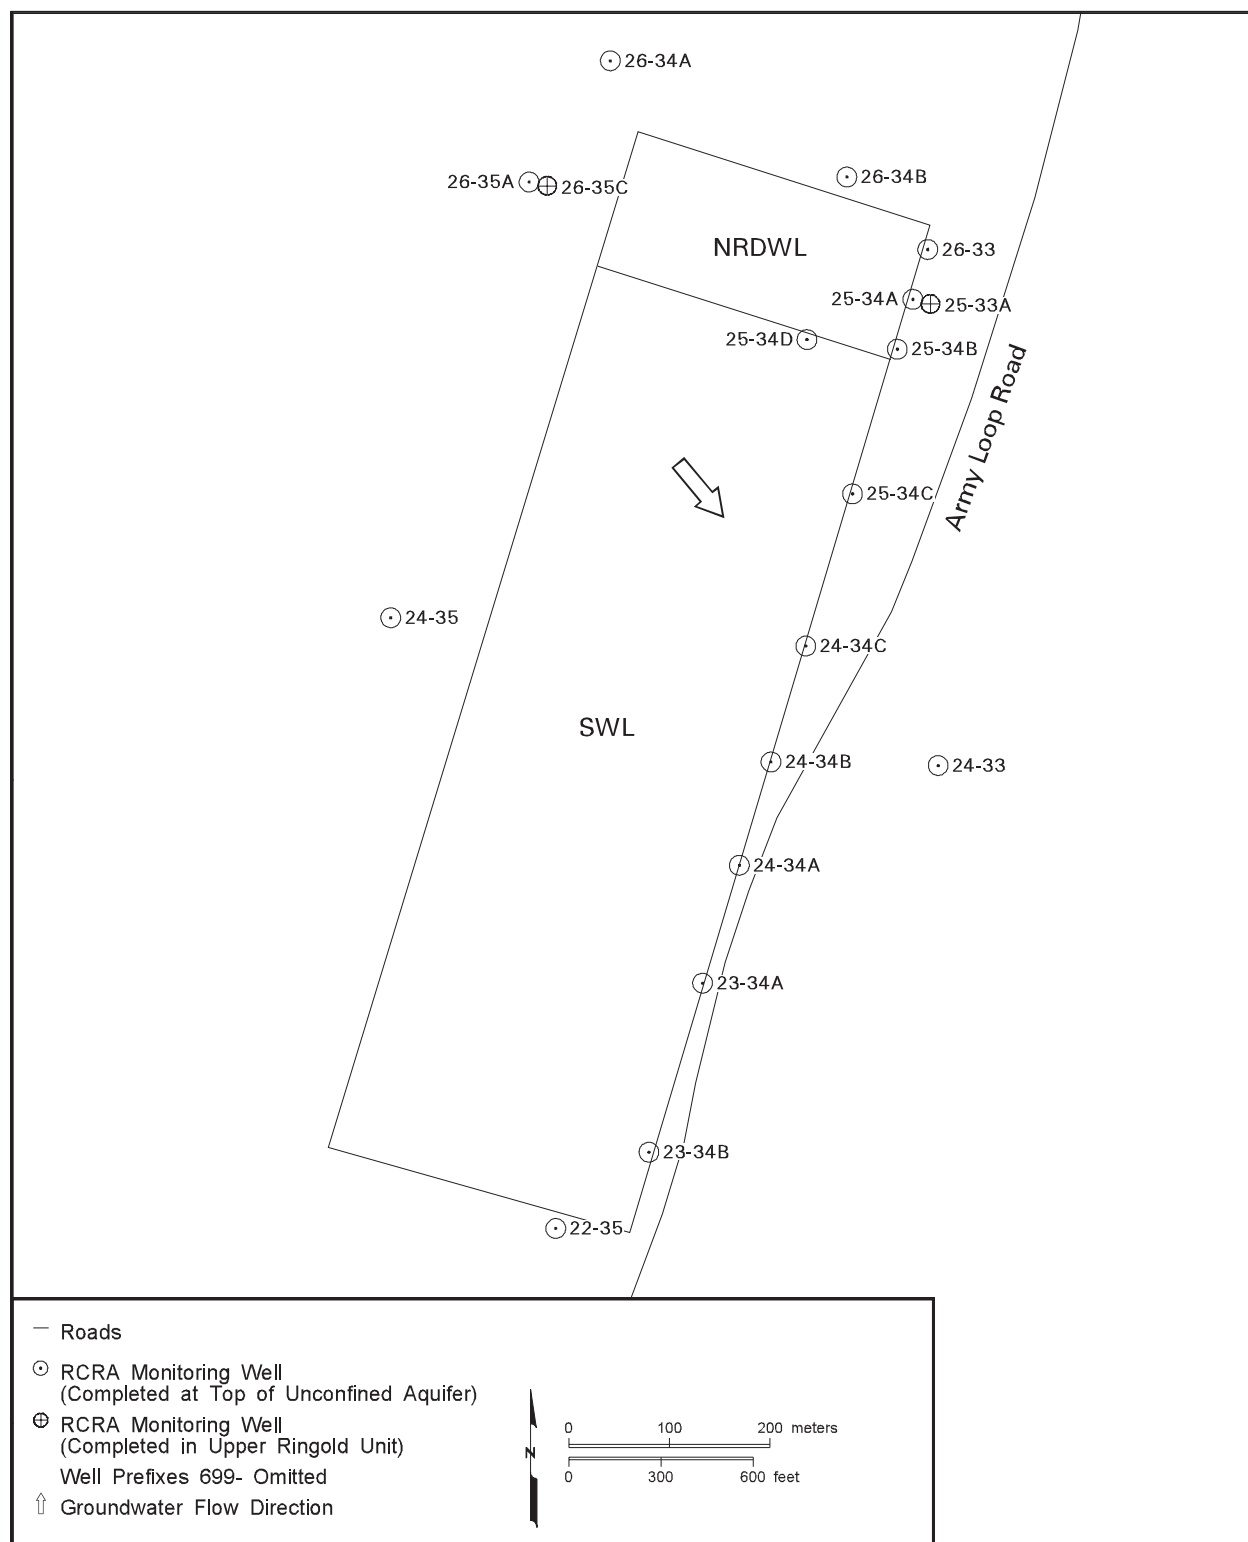 26-34A
26-35A
26-35C
26-34B
NRDWL
26-33
25-34A
25-33A
25-34D
25-34B
Army Loop Road
25-34C
24-35
24-34C
SWL
24-34B
24-33
24-34A
23-34A
23-34B
22-35
Roads
RCRA Monitoring Well
(Completed at Top of Unconfined Aquifer)
RCRA Monitoring Well
(Completed in Upper Ringold Unit)
Well Prefixes 699- Omitted
Groundwater Flow Direction
N
0 100 200 meters
0 300 600 feet